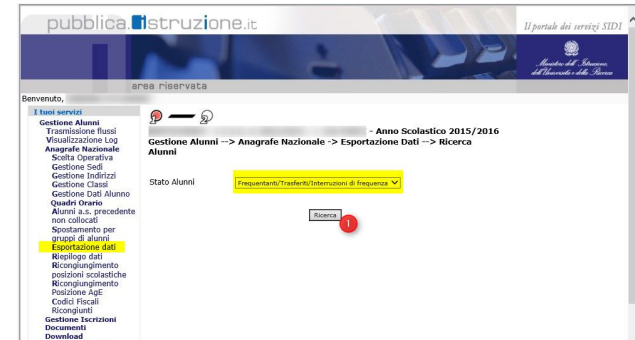 pubblica.istruzione.it
Il portale dei servizi SIDI
Ministero dell'Istruzione,
dell'Università e della Ricerca
area riservata
Benvenuto,
I tuoi servizi
Gestione Alunni
Trasmissione flussi
Visualizzazione Log
Anagrafe Nazionale
Scelta Operativa
Gestione Sedi
Gestione Indirizzi
Gestione Classi
Gestione Dati Alunno
Quadri Orario
Alunni a.s. precedente
non collocati
Spostamento per
gruppi di alunni
Esportazione dati
Riepilogo dati
Ricongiungimento
posizioni scolastiche
Ricongiungimento
Posizione AgE
Codici Fiscali
Ricongiunti
Gestione Iscrizioni
Documenti
Download
- Anno Scolastico 2015/2016
Gestione Alunni --> Anagrafe Nazionale -> Esportazione Dati --> Ricerca
Alunni
Stato Alunni
Frequentanti/Trasferiti/Interruzioni di frequenza
Ricerca
1